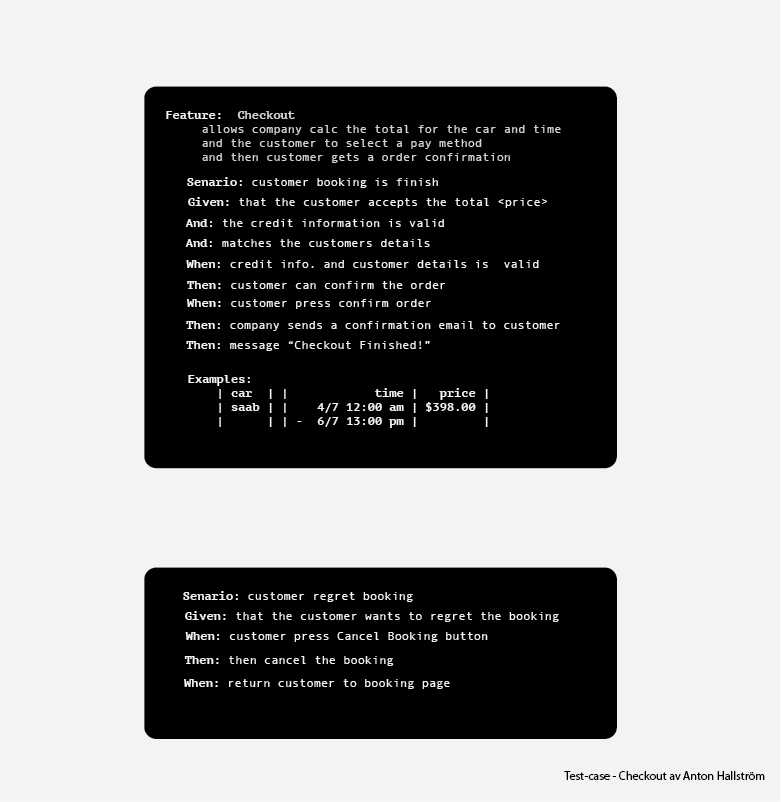 Feature:  Checkout
allows company calc the total for the car and time
and the customer to select a pay method
and then customer gets a order confirmation
Senario: customer booking is finish
Given: that the customer accepts the total <price>
And: the credit information is valid
And: matches the customers details
When: credit info. and customer details is  valid
Then: customer can confirm the order
When: customer press confirm order
Then: company sends a confirmation email to customer
Then: message “Checkout Finished!”
Examples:
| car  | |            time |   price |
| saab | |    4/7 12:00 am | $398.00 |
|      | | -  6/7 13:00 pm |         |
Senario: customer regret booking
Given: that the customer wants to regret the booking
When: customer press Cancel Booking button
Then: then cancel the booking
When: return customer to booking page
Test-case - Checkout av Anton Hallström